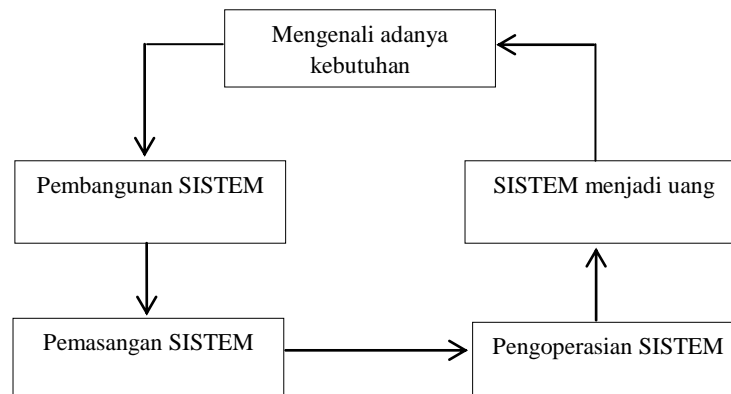 Mengenali adanya
kebutuhan
Pembangunan SISTEM
SISTEM menjadi uang
Pemasangan SISTEM
Pengoperasian SISTEM